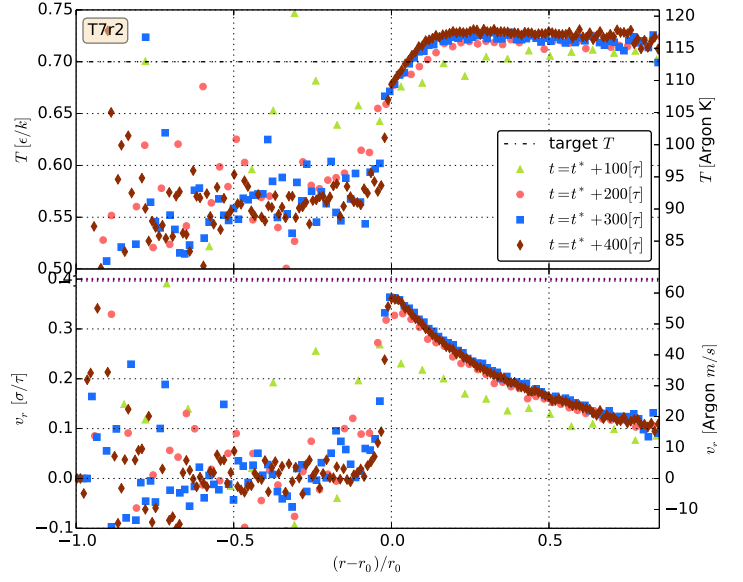 T7r2
0.75
0.70
0.65
0.60
0.55
0.50
T [ϵ/k]
120
115
110
105
100
95
90
85
T [Argon K]
target T
t=t* +100[τ]
t=t* +200[τ]
t=t* +300[τ]
t=t* +400[τ]
0.4
0.3
0.2
0.1
0.0
−0.1
v_r [σ/τ]
60
50
40
30
20
10
0
−10
v_r [Argon m/s]
−1.0 −0.5 0.0 0.5
(r−r_0)/r_0